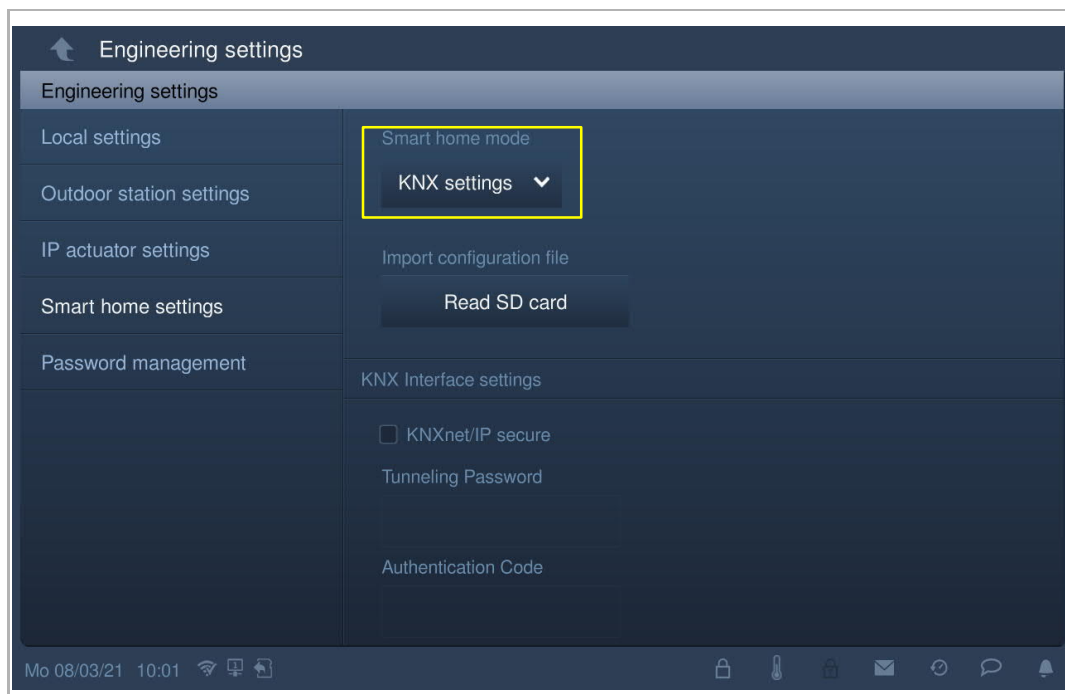 Engineering settings
Engineering settings
Local settings
Outdoor station settings
IP actuator settings
Smart home settings
Password management
Smart home mode
KNX settings
Import configuration file
Read SD card
KNX Interface settings
KNXnet/IP secure
Tunneling Password
Authentication Code
Mo 08/03/21 10:01